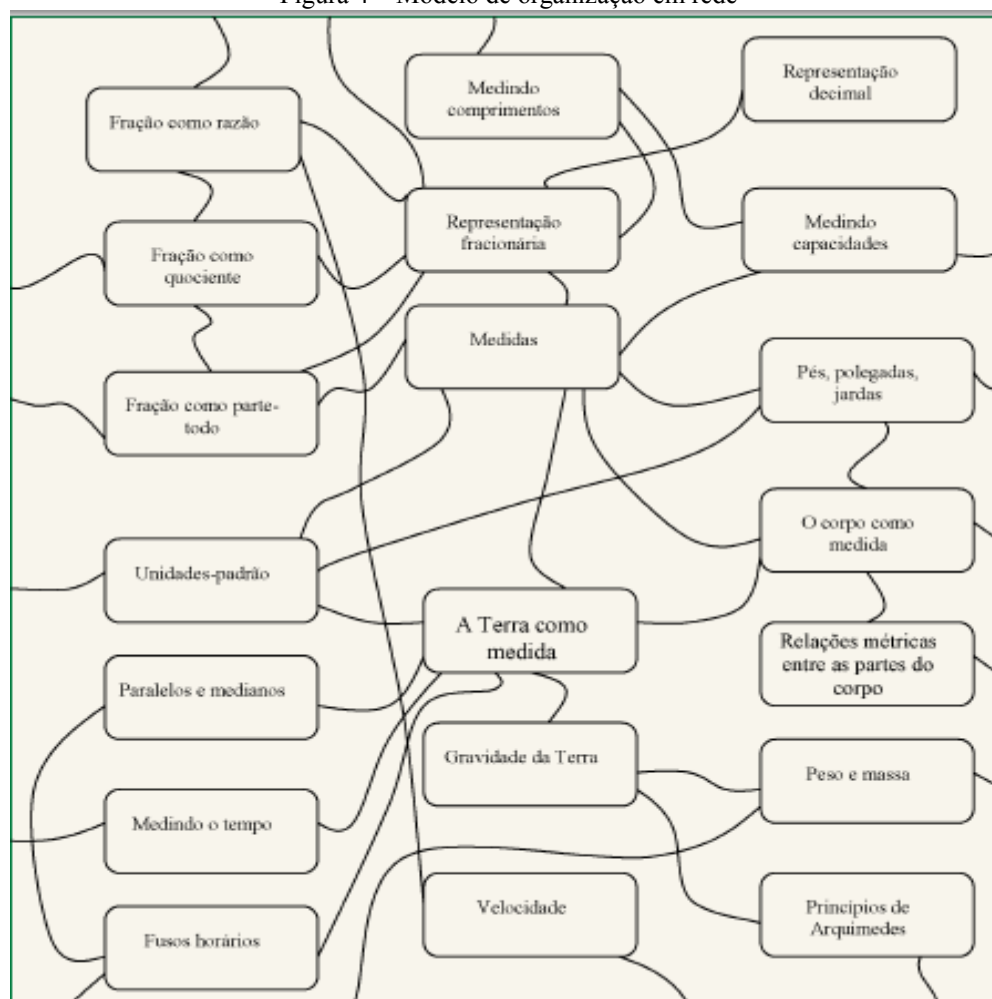 Figura 4 – Modelo de organização em rede
Medindo
comprimentos
Representação
decimal
Fração como razão
Representação
fracionária
Medindo
capacidades
Fração como
quociente
Medidas
Pés, polegadas,
jardas
Fração como parte-
todo
O corpo como
medida
Unidades-padrão
A Terra como
medida
Relações métricas
entre as partes do
corpo
Paralelos e medianos
Gravidade da Terra
Peso e massa
Medindo o tempo
Velocidade
Princípios de
Arquimedes
Fusos horários